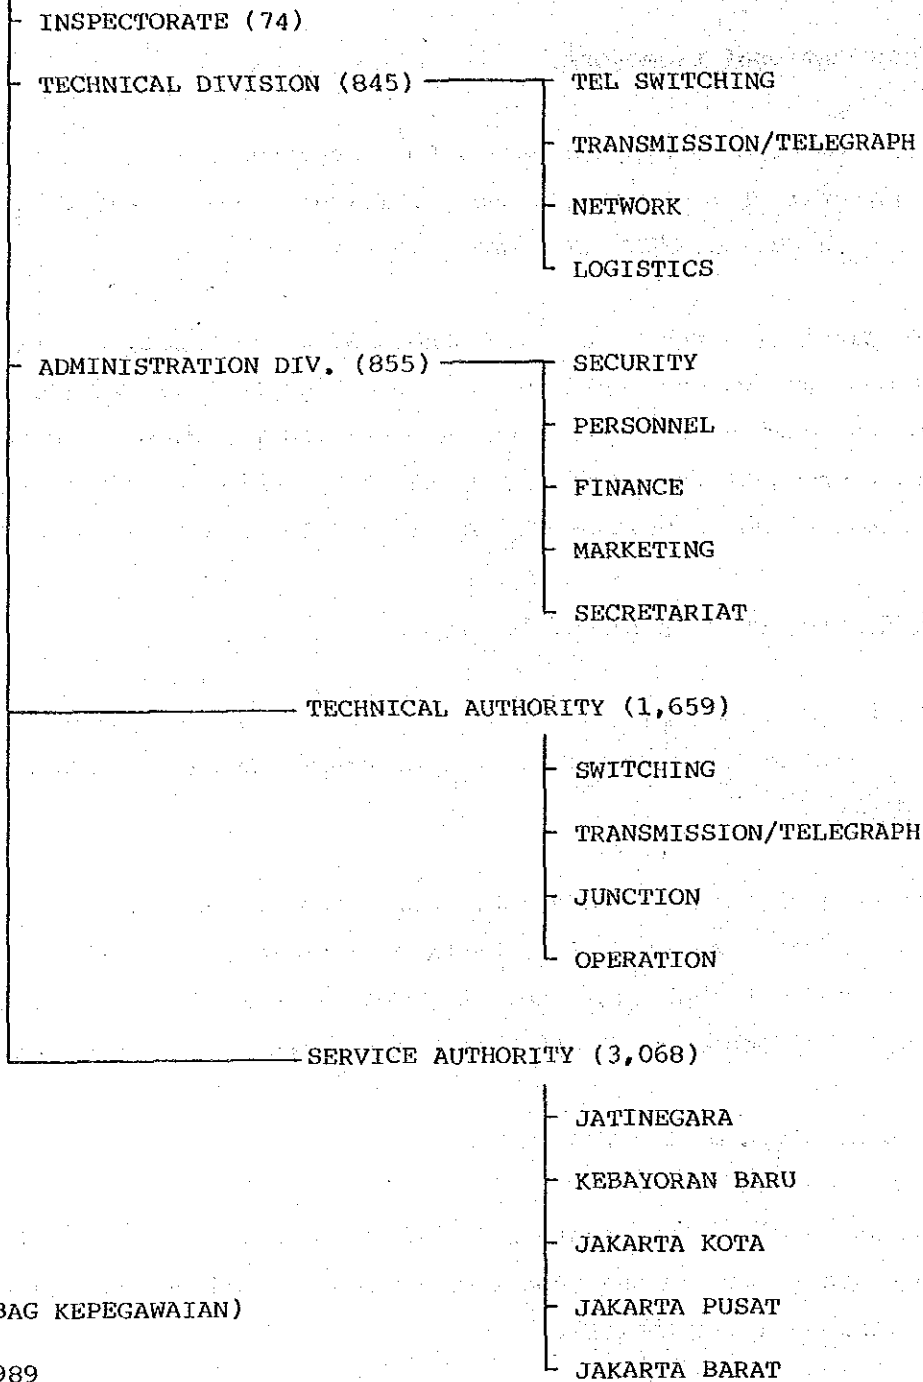 INSPECTORATE (74)
TECHNICAL DIVISION (845)
TEL SWITCHING
TRANSMISSION/TELEGRAPH
NETWORK
LOGISTICS
ADMINISTRATION DIV. (855)
SECURITY
PERSONNEL
FINANCE
MARKETING
SECRETARIAT
TECHNICAL AUTHORITY (1,659)
SWITCHING
TRANSMISSION/TELEGRAPH
JUNCTION
OPERATION
SERVICE AUTHORITY (3,068)
JATINEGARA
KEBAYORAN BARU
JAKARTA KOTA
BAG KEPEGAWAIAN)
JAKARTA PUSAT
989
JAKARTA BARAT